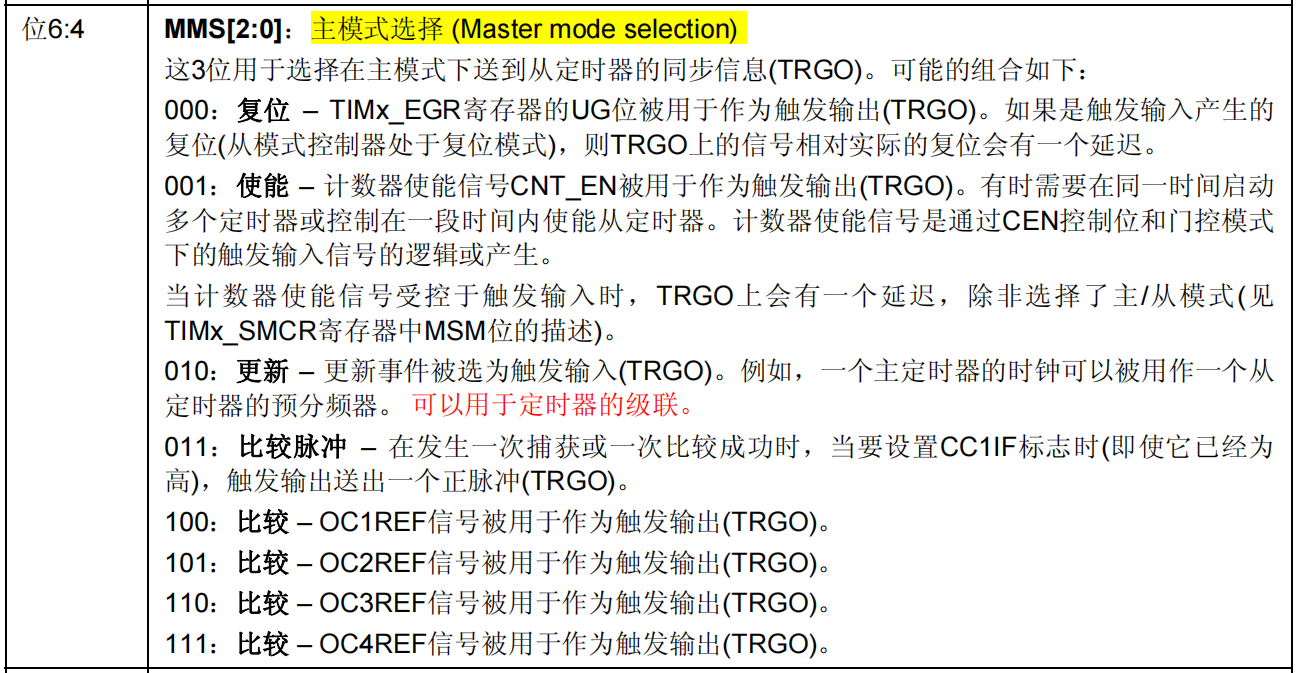 位6:4
MMS[2:0]：主模式选择 (Master mode selection)
这3位用于选择在主模式下送到从定时器的同步信息(TRGO)。可能的组合如下：
000：复位 – TIMx_EGR寄存器的UG位被用于作为触发输出(TRGO)。如果是触发输入产生的
复位(从模式控制器处于复位模式)，则TRGO上的信号相对实际的复位会有一个延迟。
001：使能 – 计数器使能信号CNT_EN被用于作为触发输出(TRGO)。有时需要在同一时间启动
多个定时器或控制在一段时间内使能从定时器。计数器使能信号是通过CEN控制位和门控模式
下的触发输入信号的逻辑或产生。
当计数器使能信号受控于触发输入时，TRGO上会有一个延迟，除非选择了主/从模式(见
TIMx_SMCR寄存器中MSM位的描述)。
010：更新 – 更新事件被选为触发输入(TRGO)。例如，一个主定时器的时钟可以被用作一个从
定时器的预分频器。 可以用于定时器的级联。
011：比较脉冲 – 在发生一次捕获或一次比较成功时，当要设置CC1IF标志时(即使它已经为
高)，触发输出送出一个正脉冲(TRGO)。
100：比较 – OC1REF信号被用于作为触发输出(TRGO)。
101：比较 – OC2REF信号被用于作为触发输出(TRGO)。
110：比较 – OC3REF信号被用于作为触发输出(TRGO)。
111：比较 – OC4REF信号被用于作为触发输出(TRGO)。